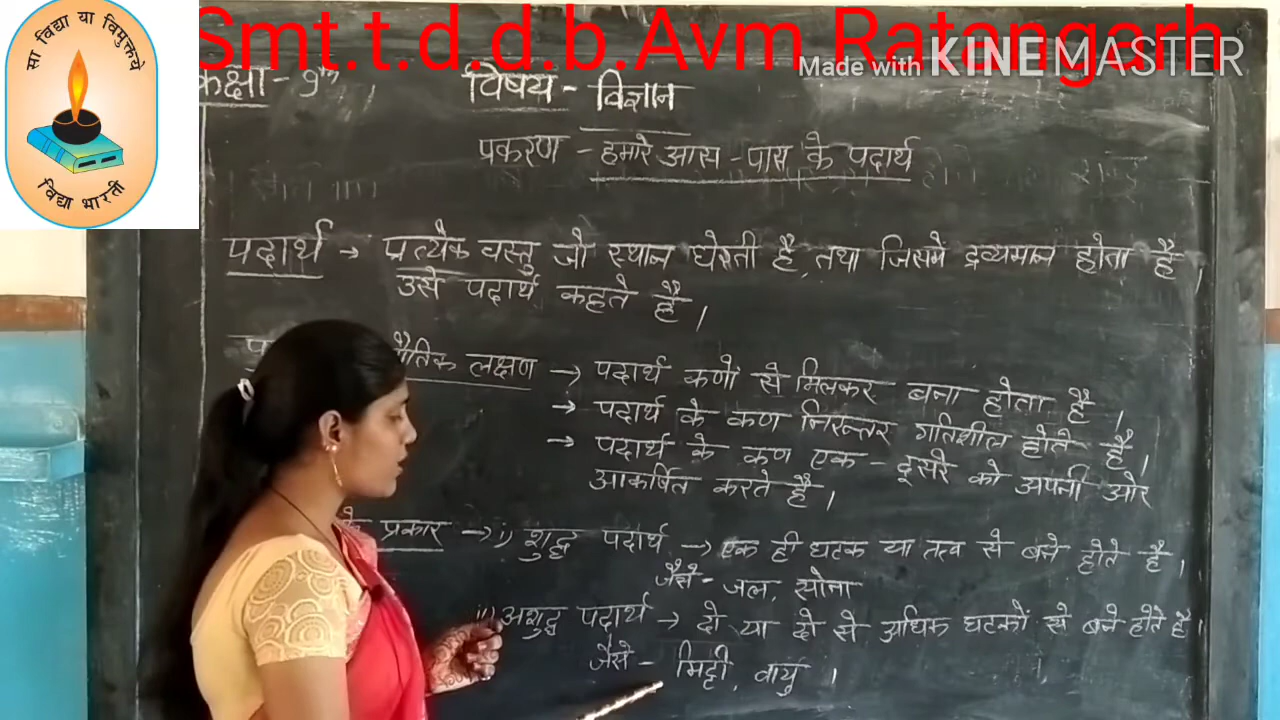 सा विद्या या विमुक्तये
विद्या भारती
Smt.t.d.d.b.Avm Ratangarh
Made with KINEMASTER
कक्षा - 9th
विषय - विज्ञान
प्रकरण - हमारे आस - पास के पदार्थ
पदार्थ → प्रत्येक वस्तु जो स्थान घेरती है, तथा जिसमे द्रव्यमान होता है,
उसे पदार्थ कहते है।
लक्षण → पदार्थ कणों से मिलकर बना होता है।
→ पदार्थ के कण निरन्तर गतिशील होते है।
→ पदार्थ के कण एक - दूसरे को अपनी ओर
आकर्षित करते है।
के प्रकार → i) शुद्ध पदार्थ → एक ही घटक या तत्व से बने होते है।
जैसे - जल, सोना
ii) अशुद्ध पदार्थ → दो या दो से अधिक घटकों से बने होते है।
जैसे - मिट्टी, वायु ।